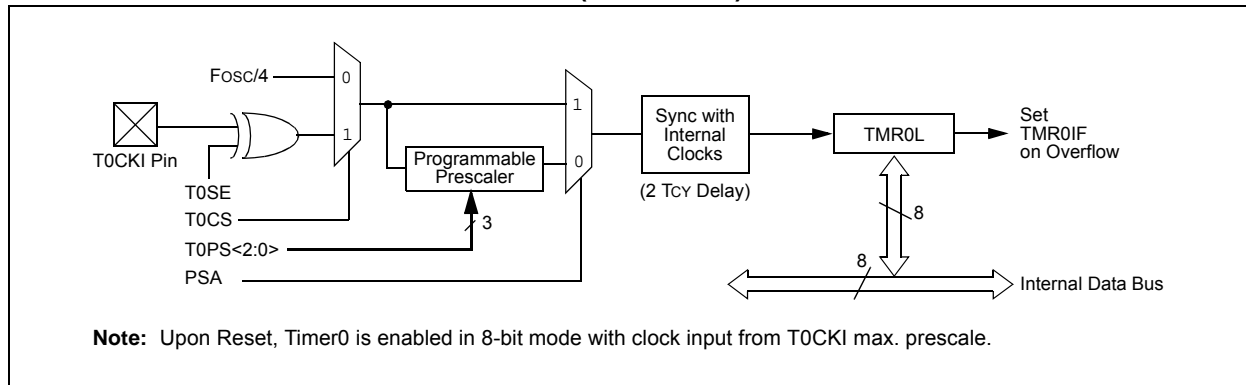 FOSC/4
0
1
T0CKI Pin
T0SE
T0CS
T0PS<2:0>
PSA
Programmable
Prescaler
3
1
0
Sync with
Internal
Clocks
(2 TCY Delay)
TMR0L
Set
TMR0IF
on Overflow
8
8
Internal Data Bus
Note: Upon Reset, Timer0 is enabled in 8-bit mode with clock input from T0CKI max. prescale.